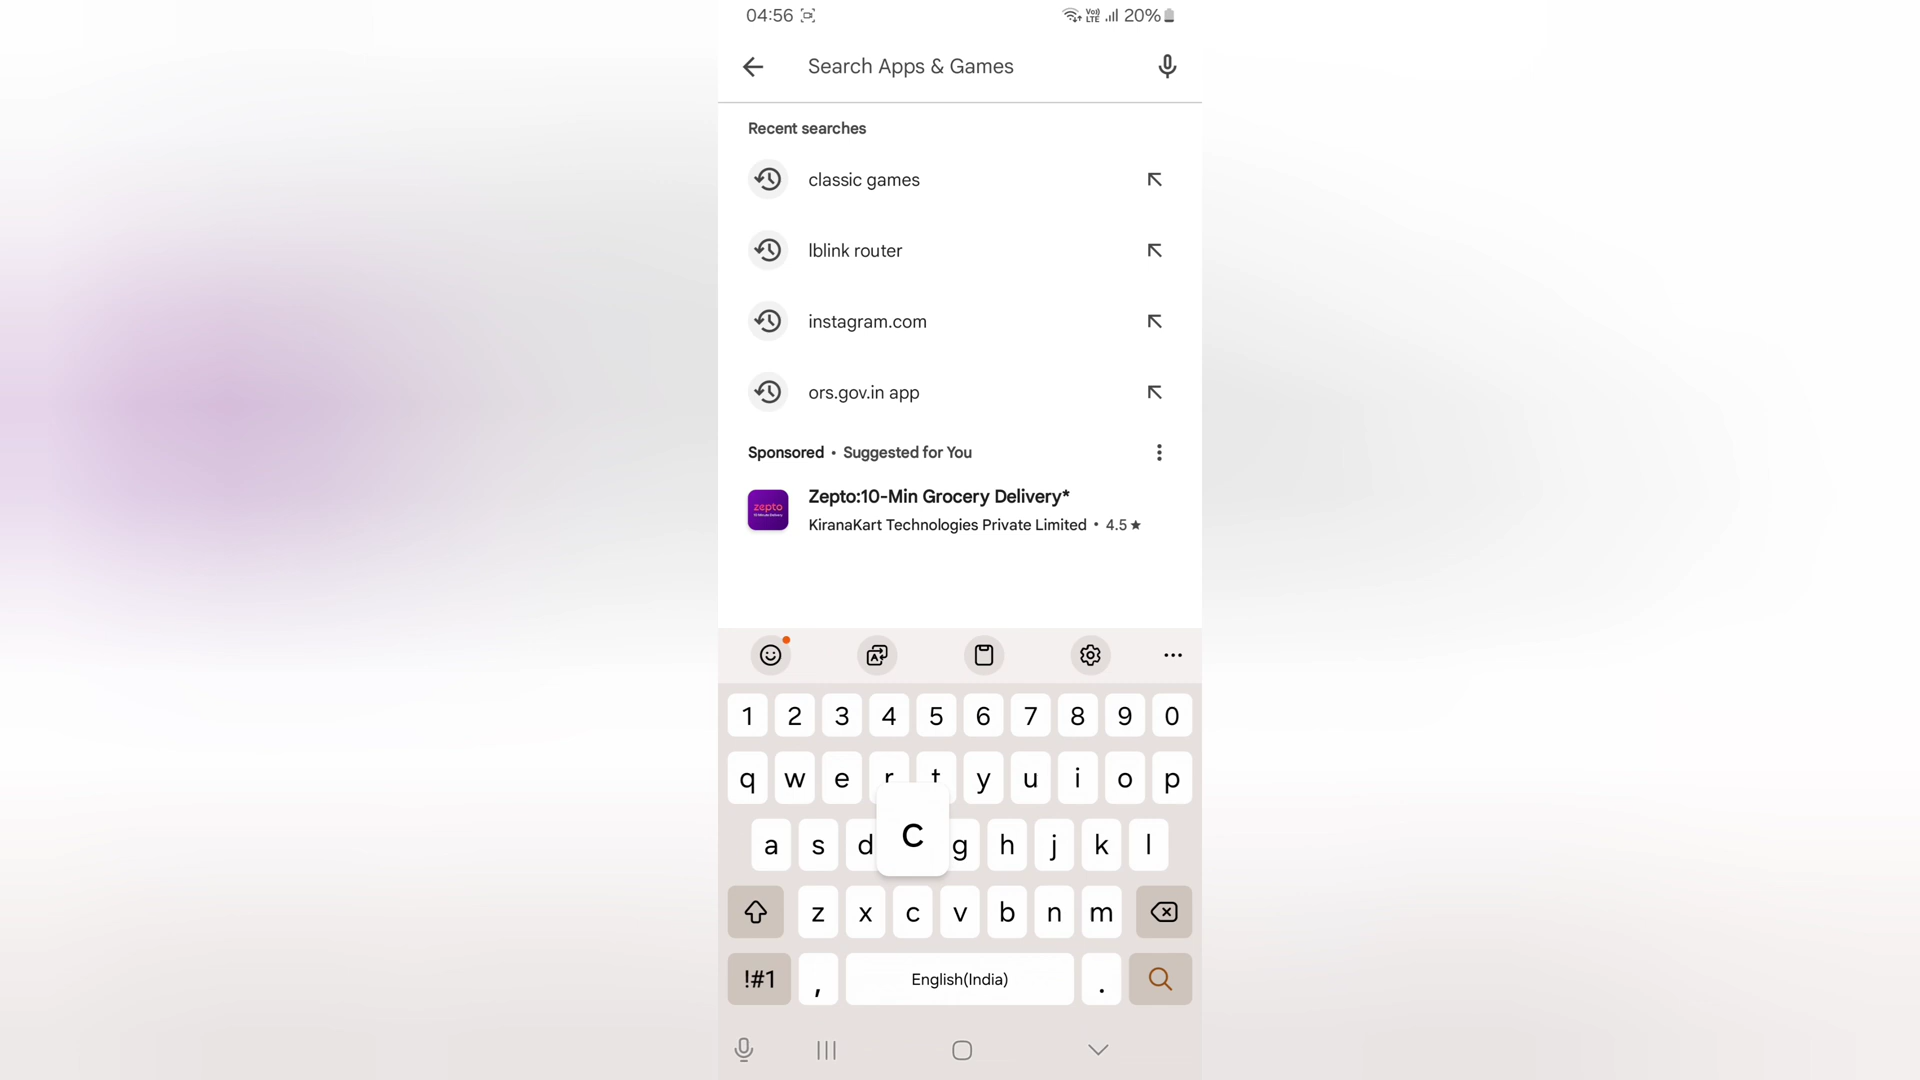 04:56
Vo)) LTE 20%
Search Apps & Games
Recent searches
classic games
lblink router
instagram.com
ors.gov.in app
Sponsored • Suggested for You
zepto
Zepto:10-Min Grocery Delivery*
KiranaKart Technologies Private Limited • 4.5★
1 2 3 4 5 6 7 8 9 0
q w e r t y u i o p
a s d c g h j k l
z x c v b n m
!#1 , English(India) .